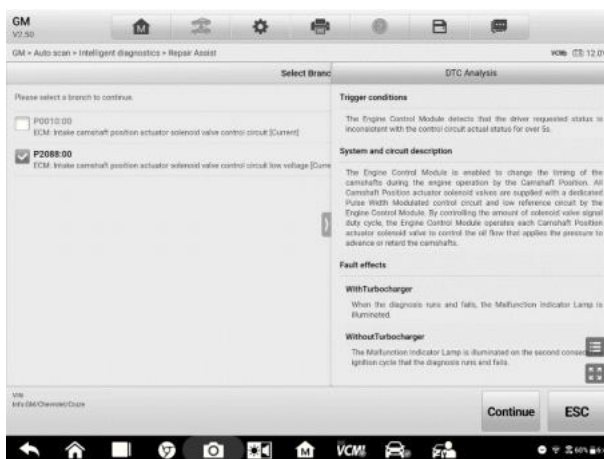 GM
V2.50
GM > Auto scan > Intelligent diagnostics > Repair Assist
VCMI 12.0V
Select Branc
DTC Analysis
Please select a branch to continue.
P0010:00
ECM: Intake camshaft position actuator solenoid valve control circuit [Current]
P2088:00
ECM: Intake camshaft position actuator solenoid valve control circuit low voltage [Curre
Trigger conditions
The Engine Control Module detects that the driver requested status is
inconsistent with the control circuit actual status for over 5s.
System and circuit description
The Engine Control Module is enabled to change the timing of the
camshafts during the engine operation by the Camshaft Position. All
Camshaft Position actuator solenoid valves are supplied with a dedicated
Pulse Width Modulated control circuit and low reference circuit by the
Engine Control Module. By controlling the amount of solenoid valve signal
duty cycle, the Engine Control Module operates each Camshaft Position
actuator solenoid valve to control the oil flow that applies the pressure to
advance or retard the camshafts.
Fault effects
WithTurbocharger
When the diagnosis runs and fails, the Malfunction Indicator Lamp is
illuminated.
WithoutTurbocharger
The Malfunction Indicator Lamp is illuminated on the second consec
ignition cycle that the diagnosis runs and fails.
VIN
Info:GM/Chevrolet/Cruze
Continue
ESC
VCMI
60%